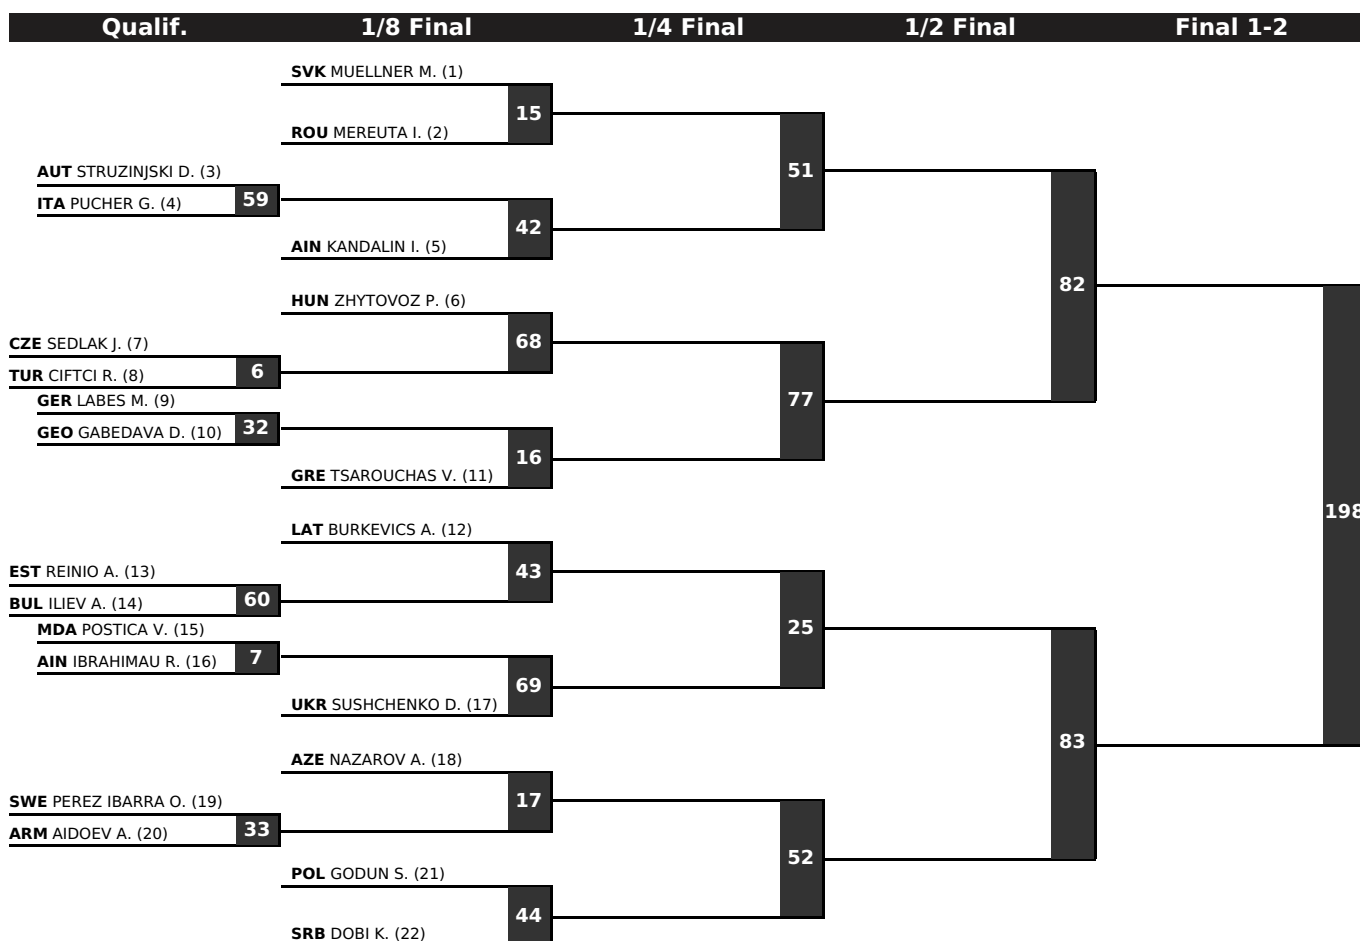 Qualif. 1/8 Final 1/4 Final 1/2 Final Final 1-2
SVK MUELLNER M. (1)
15
ROU MEREUTA I. (2)
AUT STRUZINJSKI D. (3)
51
59
ITA PUCHER G. (4)
42
AIN KANDALIN I. (5)
82
HUN ZHYTOVOZ P. (6)
68
CZE SEDLAK J. (7)
6
TUR CIFTCI R. (8)
GER LABES M. (9)
77
32
GEO GABEDAVA D. (10)
16
GRE TSAROUCHAS V. (11)
198
LAT BURKEVICS A. (12)
43
EST REINIO A. (13)
60
BUL ILIEV A. (14)
25
MDA POSTICA V. (15)
7
AIN IBRAHIMAU R. (16)
69
UKR SUSHCHENKO D. (17)
83
AZE NAZAROV A. (18)
17
SWE PEREZ IBARRA O. (19)
33
ARM AIDOEV A. (20)
52
POL GODUN S. (21)
44
SRB DOBI K. (22)